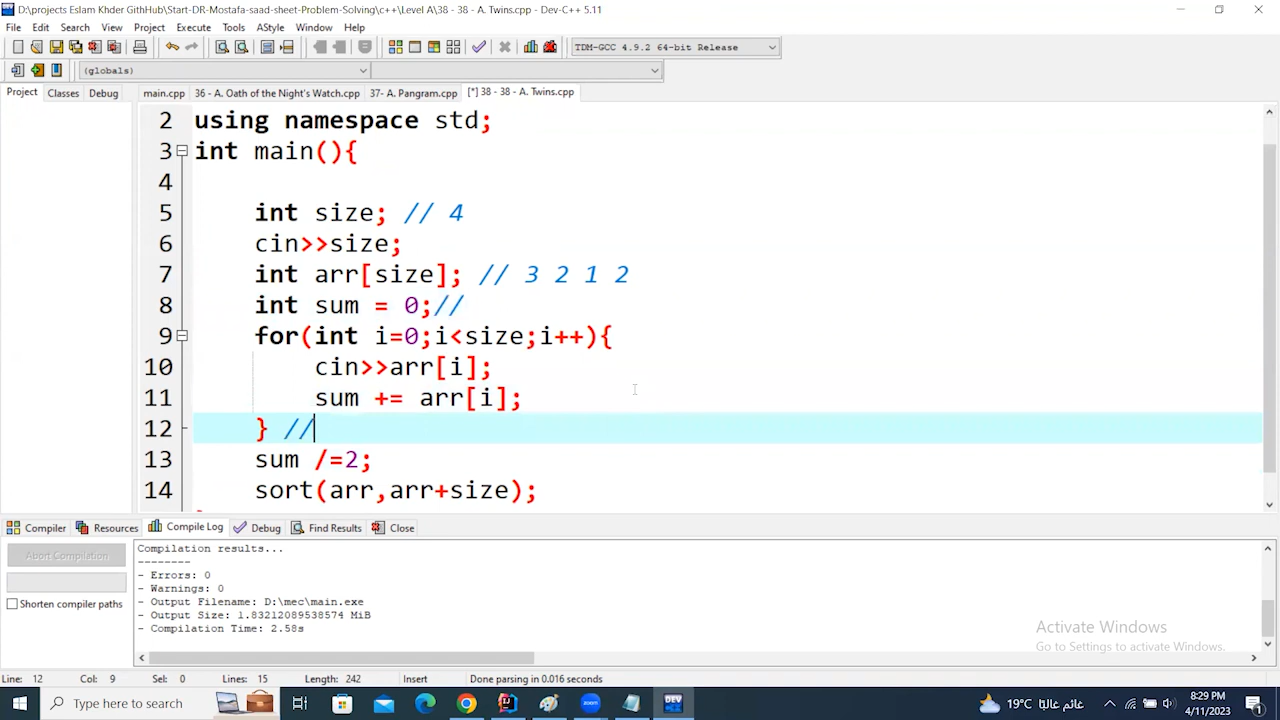 D:\projects Eslam Khder GithHub\Start-DR-Mostafa-saad-sheet-Problem-Solving\c++\Level A\38 - 38 - A. Twins.cpp - Dev-C++ 5.11
File Edit Search View Project Execute Tools AStyle Window Help
TDM-GCC 4.9.2 64-bit Release
(globals)
Project Classes Debug main.cpp 36 - A. Oath of the Night's Watch.cpp 37- A. Pangram.cpp [*] 38 - 38 - A. Twins.cpp
2 using namespace std;
3 int main(){
4
5 int size; // 4
6 cin>>size;
7 int arr[size]; // 3 2 1 2
8 int sum = 0;//
9 for(int i=0;i<size;i++){
10 cin>>arr[i];
11 sum += arr[i];
12 } //
13 sum /=2;
14 sort(arr,arr+size);
Compiler Resources Compile Log Debug Find Results Close
Abort Compilation
Shorten compiler paths
Compilation results...
--------
- Errors: 0
- Warnings: 0
- Output Filename: D:\mec\main.exe
- Output Size: 1.83212089538574 MiB
- Compilation Time: 2.58s
Activate Windows
Go to Settings to activate Windows.
Line: 12 Col: 9 Sel: 0 Lines: 15 Length: 242 Insert Done parsing in 0.016 seconds
Type here to search
DEV
zoom
19°C غائم غالبا
8:29 PM
4/11/2023
1